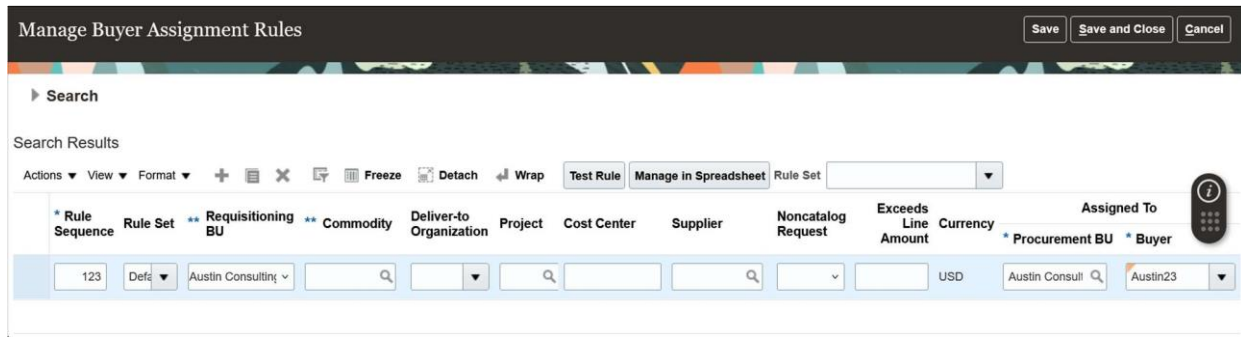 Manage Buyer Assignment Rules
Save Save and Close Cancel
Search
Search Results
Actions View Format Freeze Detach Wrap Test Rule Manage in Spreadsheet Rule Set
* Rule Sequence Rule Set ** Requisitioning BU ** Commodity Deliver-to Organization Project Cost Center Supplier Noncatalog Request Exceeds Line Amount Currency Assigned To
* Procurement BU * Buyer
123 Defa Austin Consulting USD Austin Consult Austin23